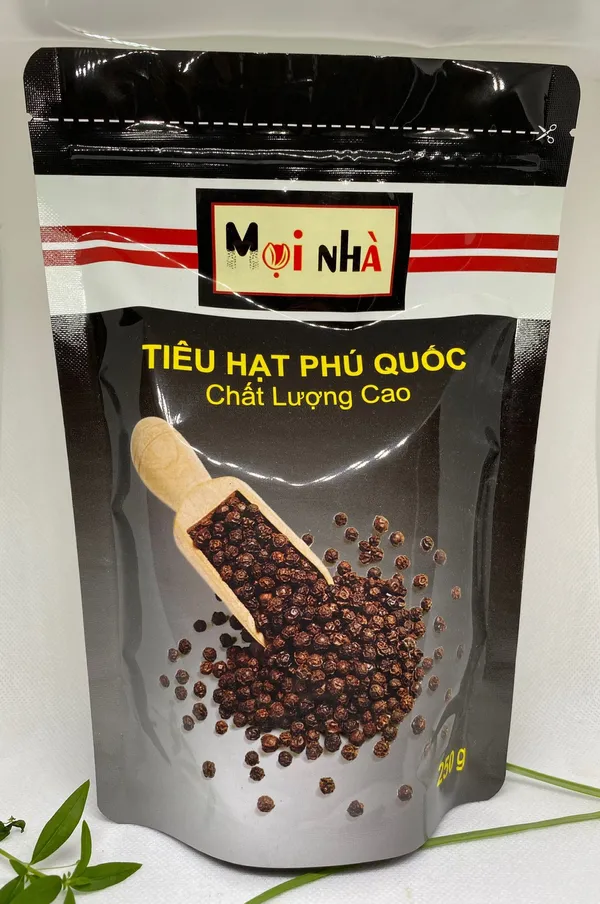 Mọi NHÀ
TIÊU HẠT PHÚ QUỐC
Chất Lượng Cao
250 g